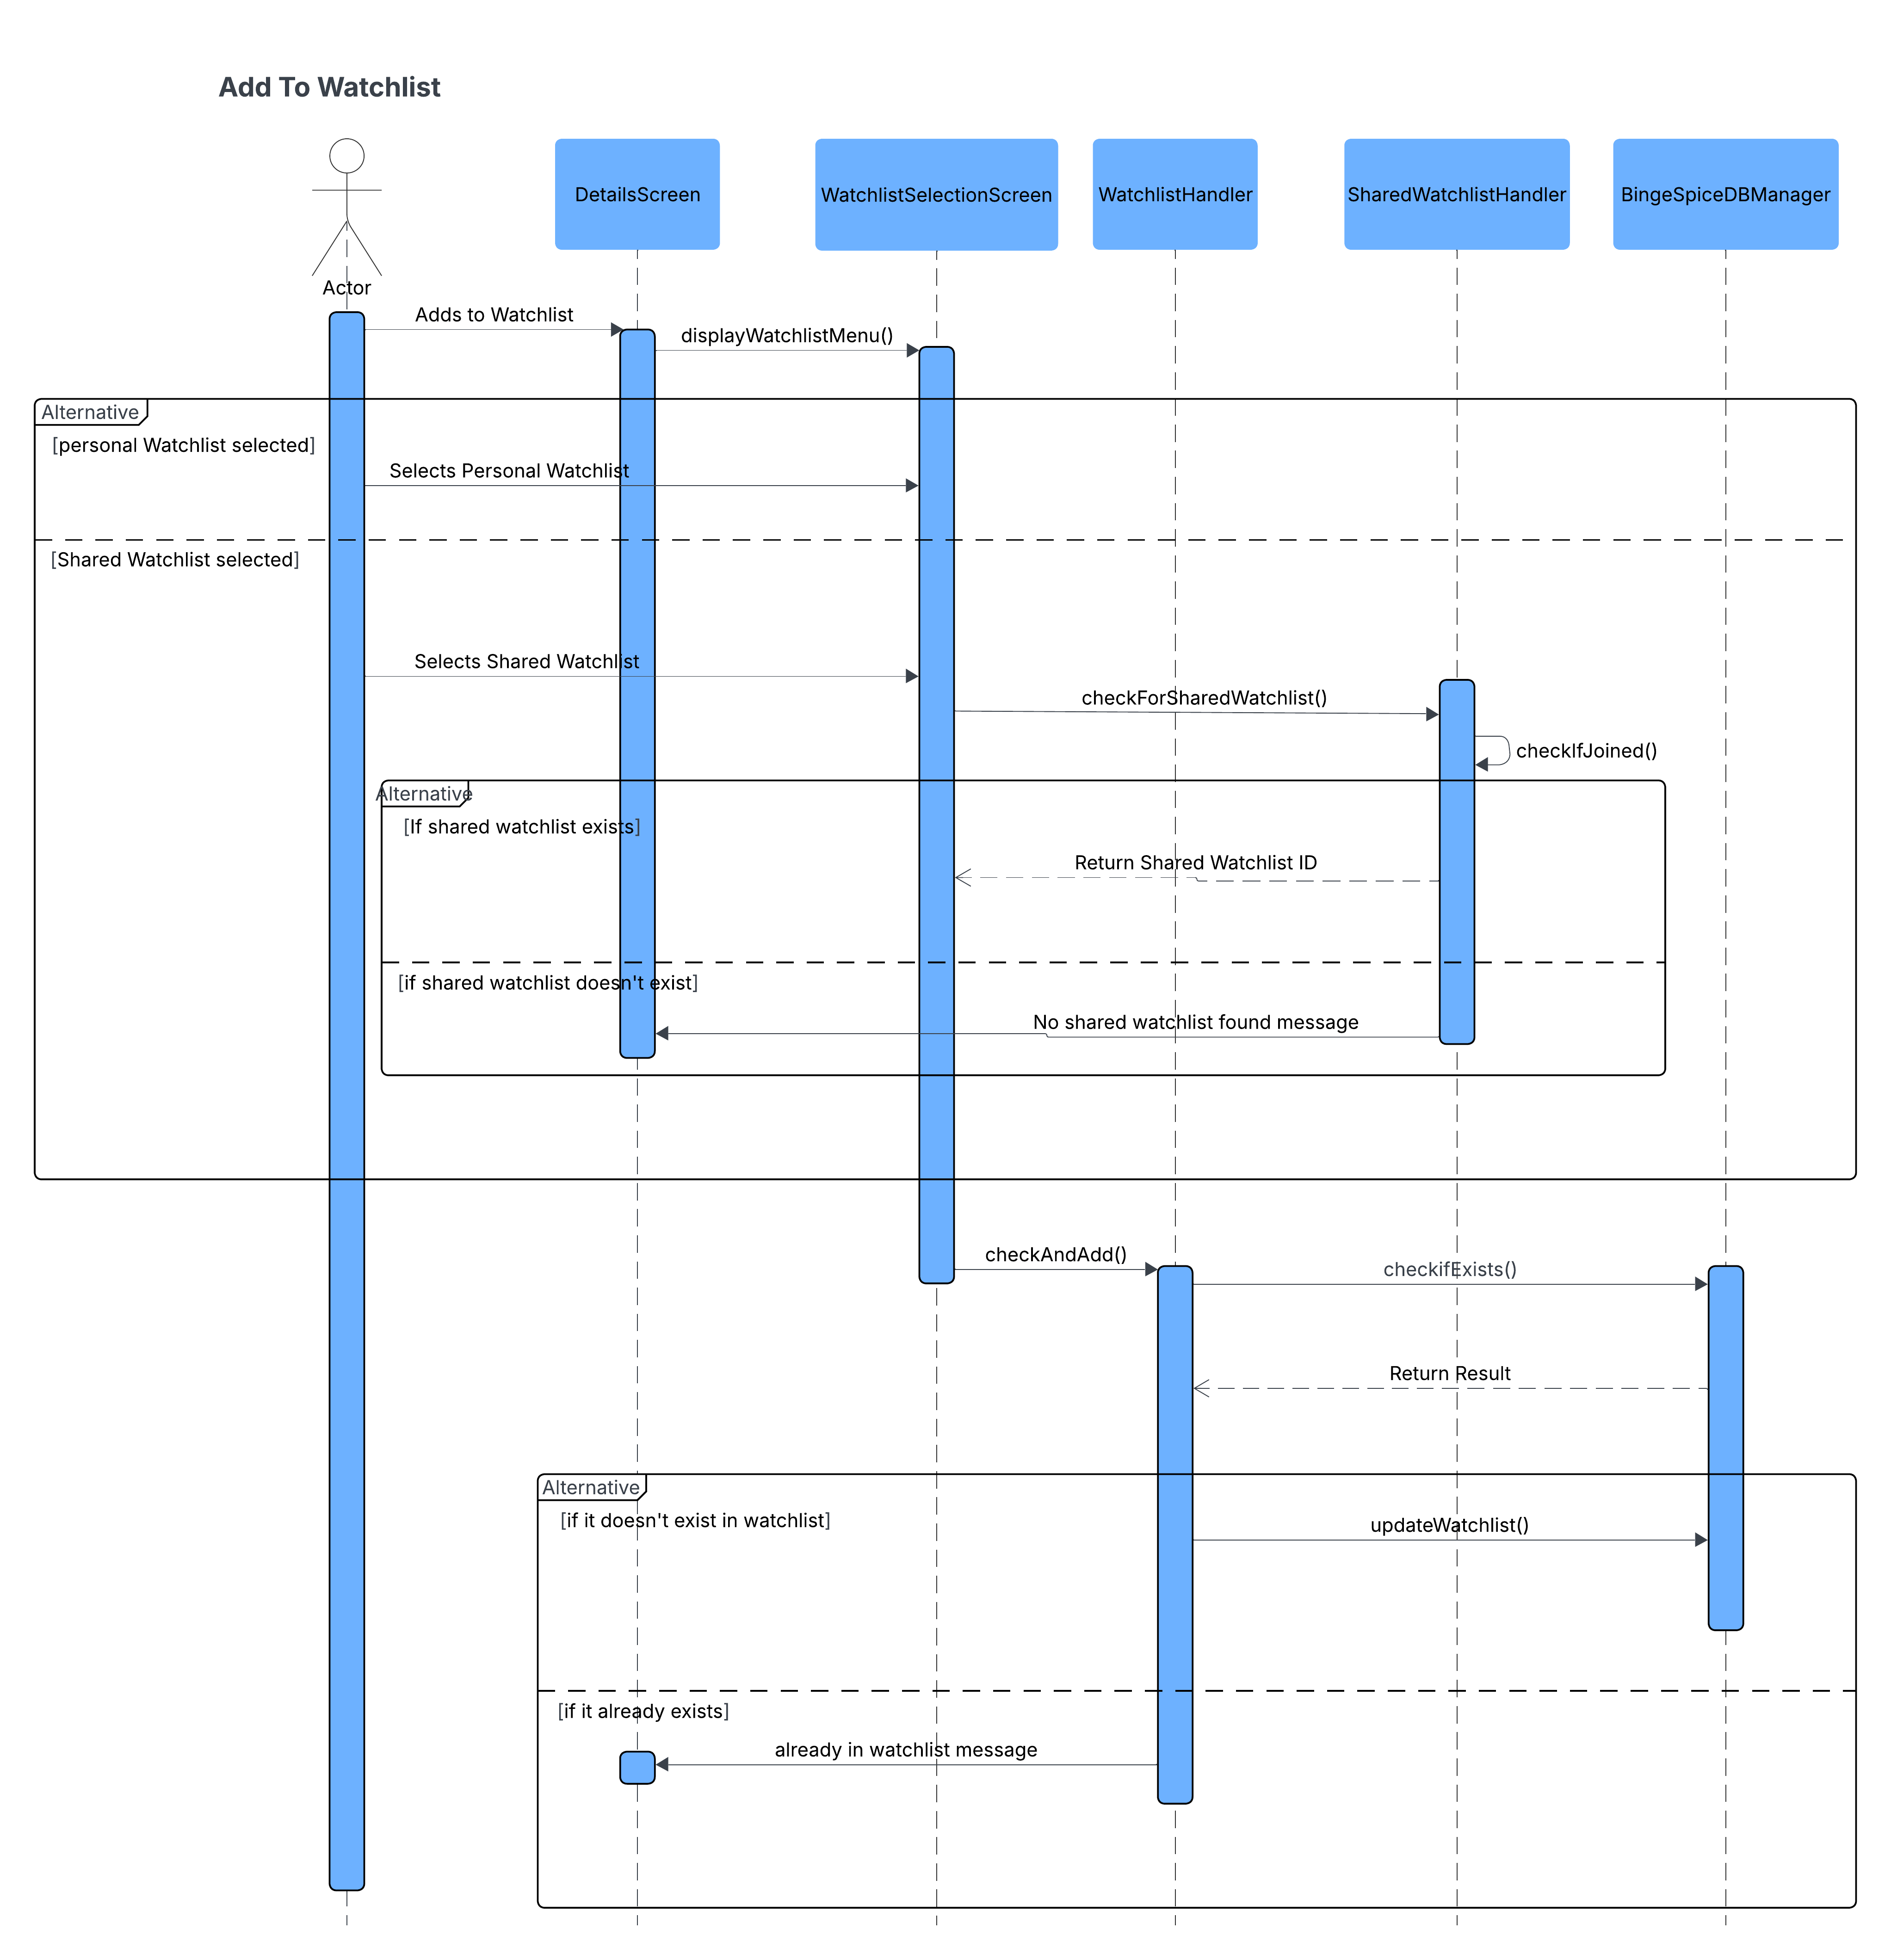 Add To Watchlist
DetailsScreen
WatchlistSelectionScreen
WatchlistHandler
SharedWatchlistHandler
BingeSpiceDBManager
Actor
Adds to Watchlist
displayWatchlistMenu()
Alternative
[personal Watchlist selected]
Selects Personal Watchlist
[Shared Watchlist selected]
Selects Shared Watchlist
checkForSharedWatchlist()
checkIfJoined()
Alternative
[If shared watchlist exists]
Return Shared Watchlist ID
[if shared watchlist doesn't exist]
No shared watchlist found message
checkAndAdd()
checkifExists()
Return Result
Alternative
[if it doesn't exist in watchlist]
updateWatchlist()
[if it already exists]
already in watchlist message